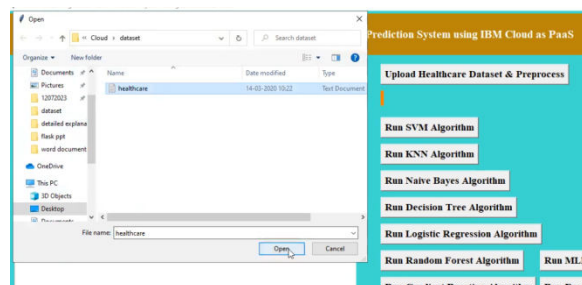 Open
Cloud › dataset
Search dataset
Organize
New folder
Documents
Pictures
12072023
dataset
detailed explana
flask ppt
word document
OneDrive
This PC
3D Objects
Desktop
Documents
Name
Date modified
Type
healthcare
14-03-2020 10:22
Text Document
File name:
healthcare
Open
Cancel
Prediction System using IBM Cloud as PaaS
Upload Healthcare Dataset & Preprocess
Run SVM Algorithm
Run KNN Algorithm
Run Naive Bayes Algorithm
Run Decision Tree Algorithm
Run Logistic Regression Algorithm
Run Random Forest Algorithm
Run ML